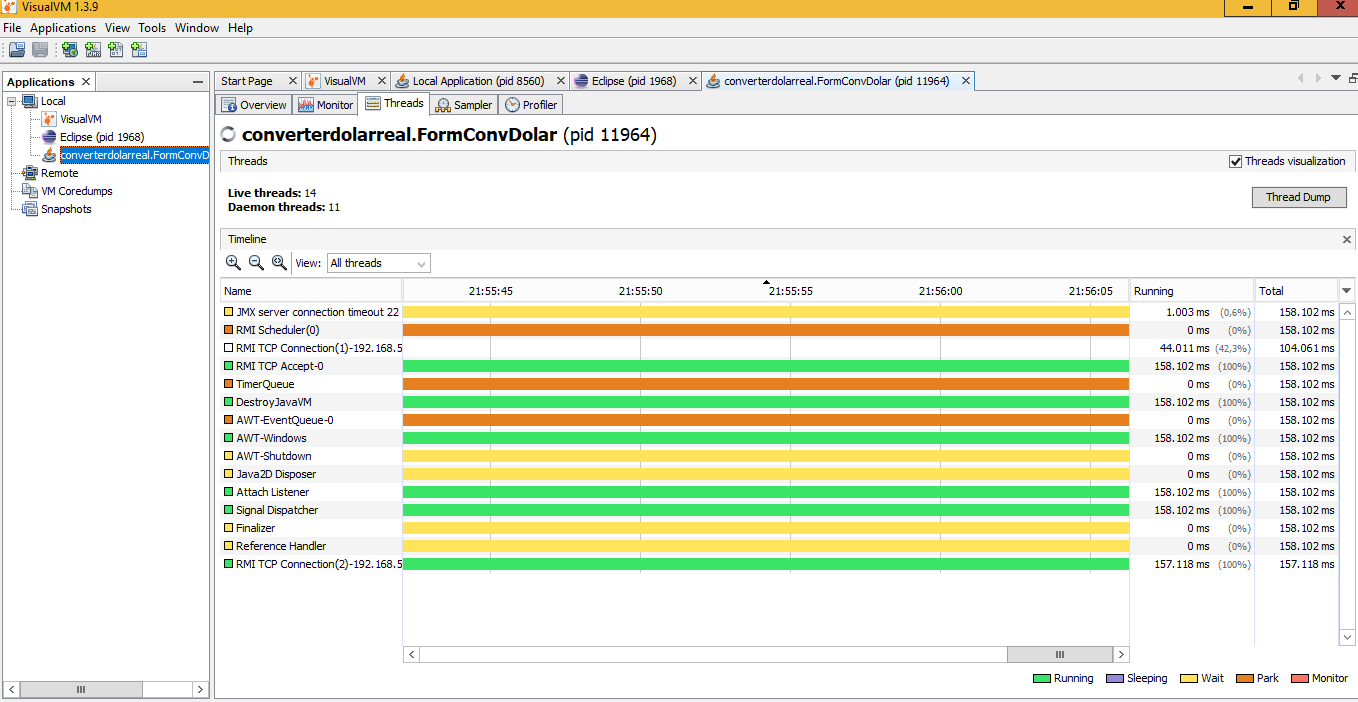 VisualVM 1.3.9
File Applications View Tools Window Help
Applications
Local
VisualVM
Eclipse (pid 1968)
converterdolarreal.FormConvD
Remote
VM Coredumps
Snapshots
Start Page VisualVM Local Application (pid 8560) Eclipse (pid 1968) converterdolarreal.FormConvDolar (pid 11964)
Overview Monitor Threads Sampler Profiler
converterdolarreal.FormConvDolar (pid 11964)
Threads Threads visualization
Live threads: 14
Daemon threads: 11
Thread Dump
Timeline
View: All threads
Name 21:55:45 21:55:50 21:55:55 21:56:00 21:56:05 Running Total
JMX server connection timeout 22 1.003 ms (0,6%) 158.102 ms
RMI Scheduler(0) 0 ms (0%) 158.102 ms
RMI TCP Connection(1)-192.168.5 44.011 ms (42,3%) 104.061 ms
RMI TCP Accept-0 158.102 ms (100%) 158.102 ms
TimerQueue 0 ms (0%) 158.102 ms
DestroyJavaVM 158.102 ms (100%) 158.102 ms
AWT-EventQueue-0 0 ms (0%) 158.102 ms
AWT-Windows 158.102 ms (100%) 158.102 ms
AWT-Shutdown 0 ms (0%) 158.102 ms
Java2D Disposer 0 ms (0%) 158.102 ms
Attach Listener 158.102 ms (100%) 158.102 ms
Signal Dispatcher 158.102 ms (100%) 158.102 ms
Finalizer 0 ms (0%) 158.102 ms
Reference Handler 0 ms (0%) 158.102 ms
RMI TCP Connection(2)-192.168.5 157.118 ms (100%) 157.118 ms
Running Sleeping Wait Park Monitor